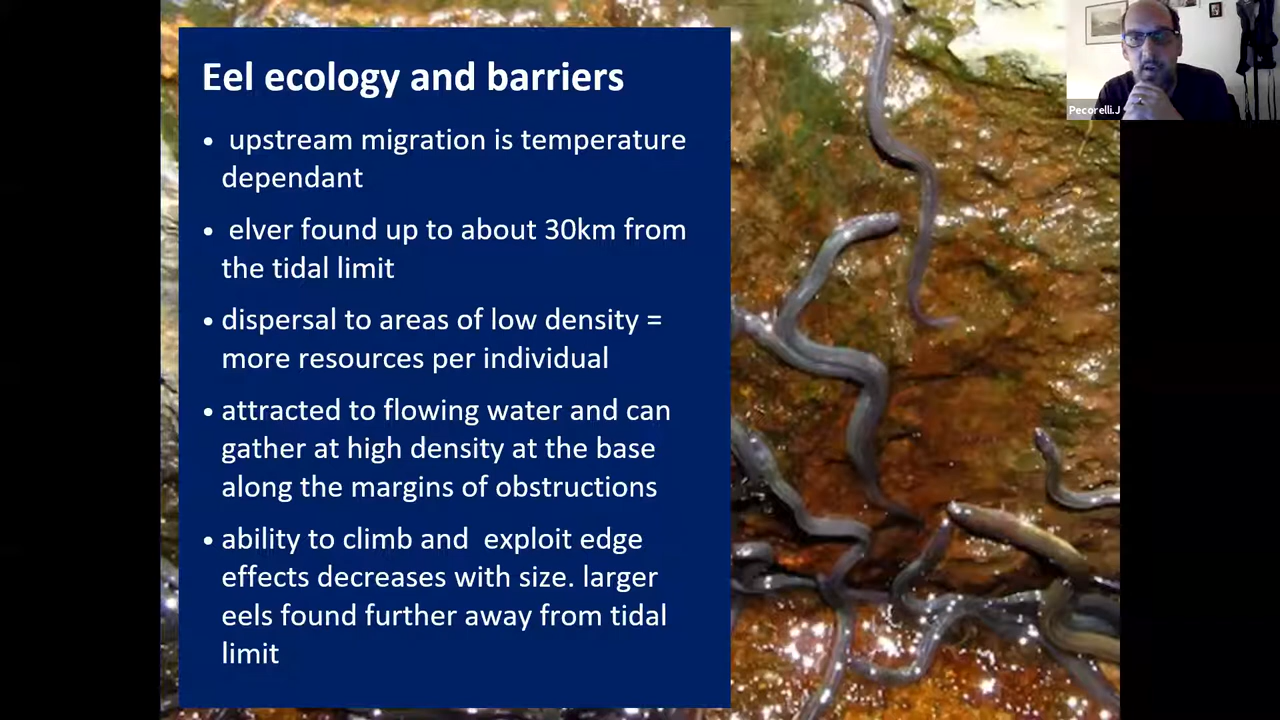 Eel ecology and barriers
• upstream migration is temperature
dependant
• elver found up to about 30km from
the tidal limit
• dispersal to areas of low density =
more resources per individual
• attracted to flowing water and can
gather at high density at the base
along the margins of obstructions
• ability to climb and  exploit edge
effects decreases with size. larger
eels found further away from tidal
limit
Pecorelli.J